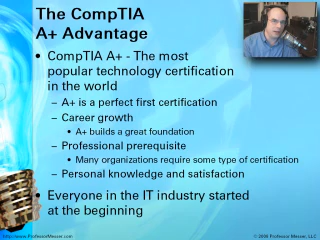 The CompTIA
A+ Advantage
• CompTIA A+ - The most
popular technology certification
in the world
– A+ is a perfect first certification
– Career growth
• A+ builds a great foundation
– Professional prerequisite
• Many organizations require some type of certification
– Personal knowledge and satisfaction
• Everyone in the IT industry started
at the beginning
http://www.ProfessorMesser.com
© 2009 Professor Messer, LLC